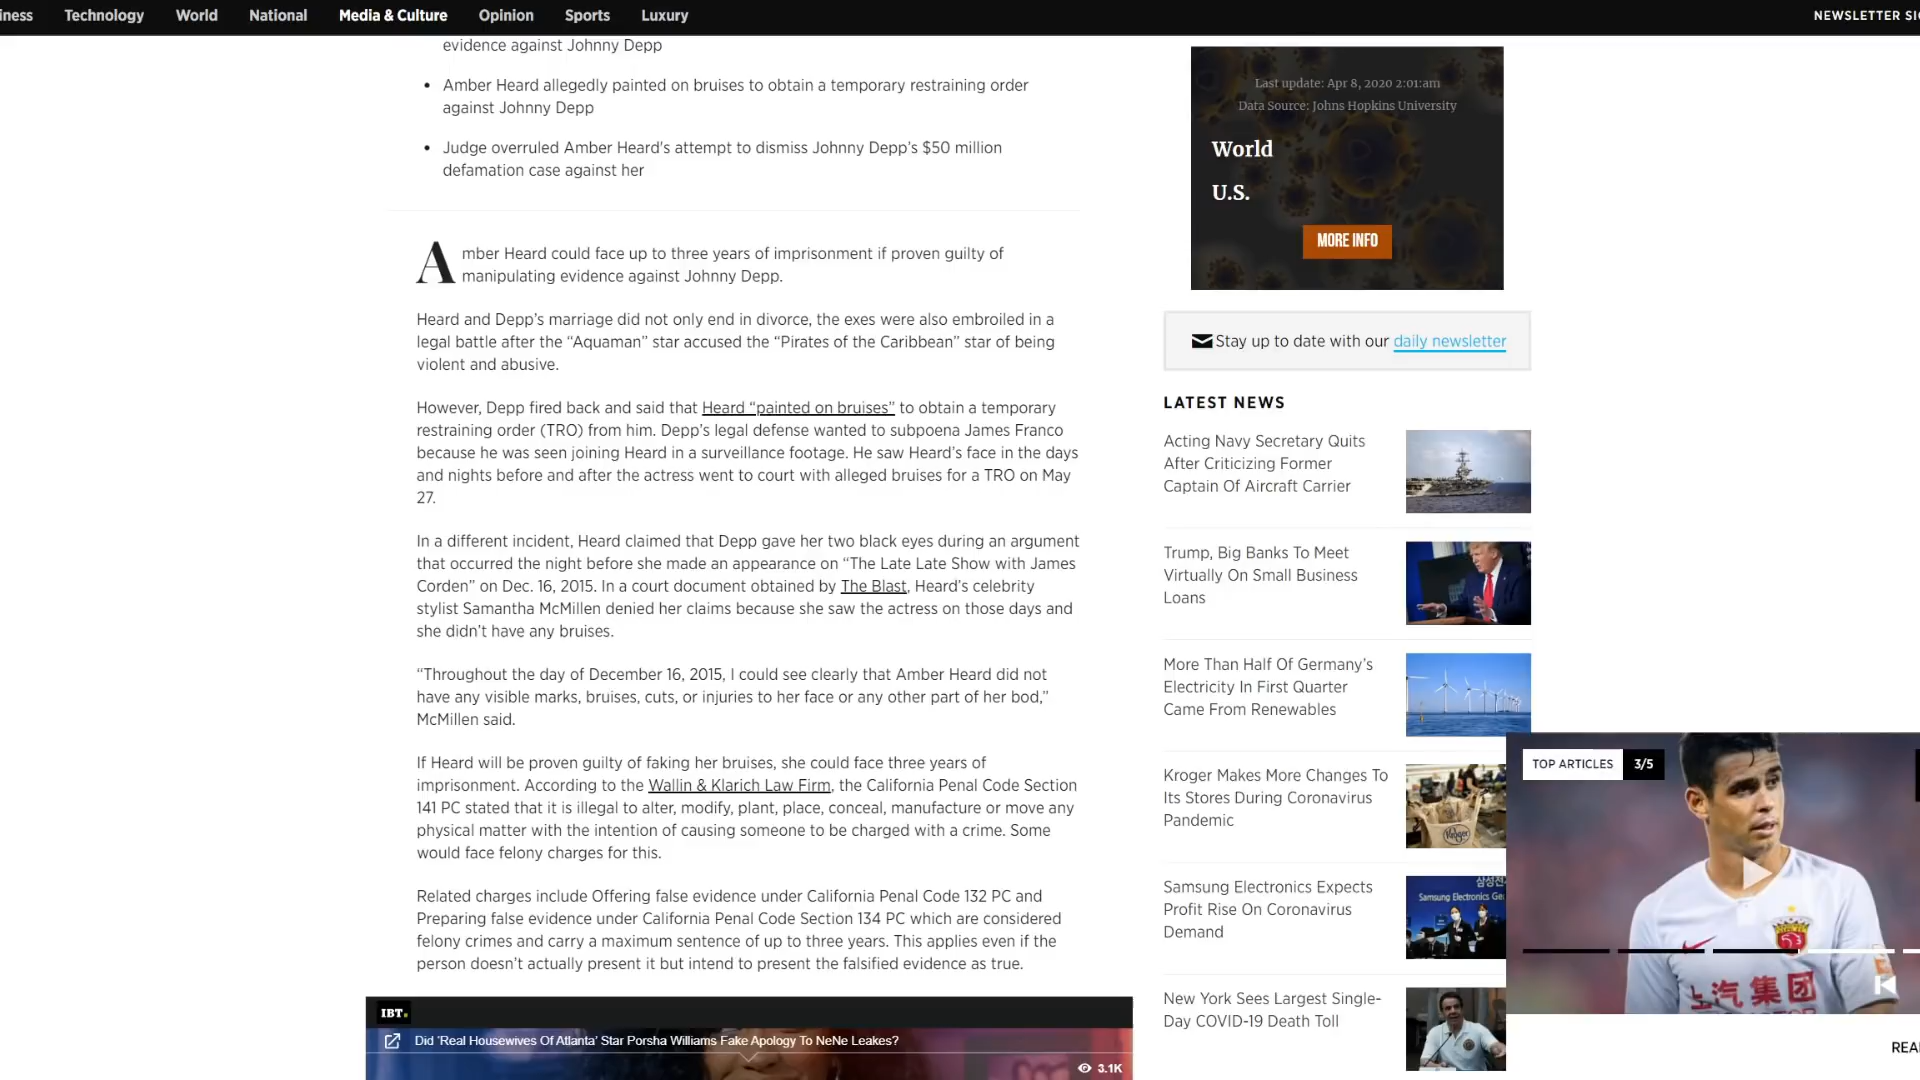 iness Technology World National Media & Culture Opinion Sports Luxury NEWSLETTER SIG
evidence against Johnny Depp
• Amber Heard allegedly painted on bruises to obtain a temporary restraining order
against Johnny Depp
• Judge overruled Amber Heard's attempt to dismiss Johnny Depp's $50 million
defamation case against her
Amber Heard could face up to three years of imprisonment if proven guilty of
manipulating evidence against Johnny Depp.
Heard and Depp's marriage did not only end in divorce, the exes were also embroiled in a
legal battle after the “Aquaman” star accused the “Pirates of the Caribbean” star of being
violent and abusive.
However, Depp fired back and said that Heard “painted on bruises” to obtain a temporary
restraining order (TRO) from him. Depp's legal defense wanted to subpoena James Franco
because he was seen joining Heard in a surveillance footage. He saw Heard's face in the days
and nights before and after the actress went to court with alleged bruises for a TRO on May
27.
In a different incident, Heard claimed that Depp gave her two black eyes during an argument
that occurred the night before she made an appearance on “The Late Late Show with James
Corden” on Dec. 16, 2015. In a court document obtained by The Blast, Heard's celebrity
stylist Samantha McMillen denied her claims because she saw the actress on those days and
she didn't have any bruises.
“Throughout the day of December 16, 2015, I could see clearly that Amber Heard did not
have any visible marks, bruises, cuts, or injuries to her face or any other part of her bod,”
McMillen said.
If Heard will be proven guilty of faking her bruises, she could face three years of
imprisonment. According to the Wallin & Klarich Law Firm, the California Penal Code Section
141 PC stated that it is illegal to alter, modify, plant, place, conceal, manufacture or move any
physical matter with the intention of causing someone to be charged with a crime. Some
would face felony charges for this.
Related charges include Offering false evidence under California Penal Code 132 PC and
Preparing false evidence under California Penal Code Section 134 PC which are considered
felony crimes and carry a maximum sentence of up to three years. This applies even if the
person doesn't actually present it but intend to present the falsified evidence as true.
IBT.
Did 'Real Housewives Of Atlanta' Star Porsha Williams Fake Apology To NeNe Leakes?
3.1K
Last update: Apr 8, 2020 2:01:am
Data Source: Johns Hopkins University
World
U.S.
MORE INFO
Stay up to date with our daily newsletter
LATEST NEWS
Acting Navy Secretary Quits
After Criticizing Former
Captain Of Aircraft Carrier
Trump, Big Banks To Meet
Virtually On Small Business
Loans
More Than Half Of Germany's
Electricity In First Quarter
Came From Renewables
Kroger Makes More Changes To
Its Stores During Coronavirus
Pandemic
Kroger
Samsung Electronics Expects
Profit Rise On Coronavirus
Demand
삼성전
Samsung Electronics Ge
New York Sees Largest Single-
Day COVID-19 Death Toll
TOP ARTICLES 3/5
上汽集团
REA